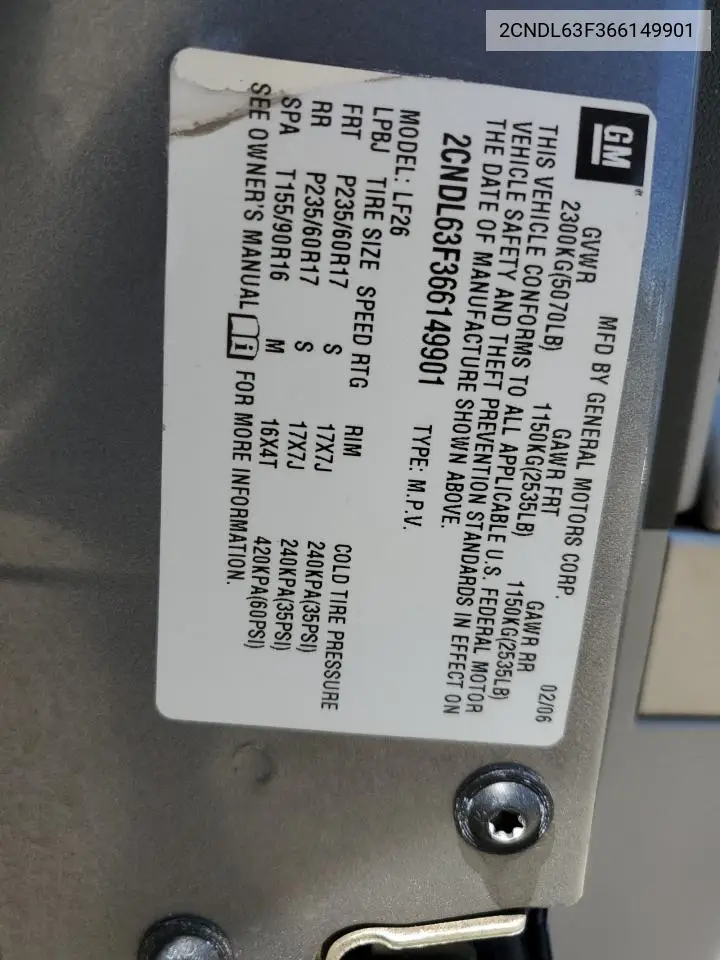 2CNDL63F366149901
GM
MFD BY GENERAL MOTORS CORP. 02/06
GVWR GAWR FRT GAWR RR
2300KG(5070LB) 1150KG(2535LB) 1150KG(2535LB)
THIS VEHICLE CONFORMS TO ALL APPLICABLE U.S. FEDERAL MOTOR
VEHICLE SAFETY AND THEFT PREVENTION STANDARDS IN EFFECT ON
THE DATE OF MANUFACTURE SHOWN ABOVE.
2CNDL63F366149901 TYPE: M.P.V.
MODEL: LF26
LPBJ TIRE SIZE SPEED RTG RIM COLD TIRE PRESSURE
FRT P235/60R17 S 17X7J 240KPA(35PSI)
RR P235/60R17 S 17X7J 240KPA(35PSI)
SPA T155/90R16 M 16X4T 420KPA(60PSI)
SEE OWNER'S MANUAL i FOR MORE INFORMATION.